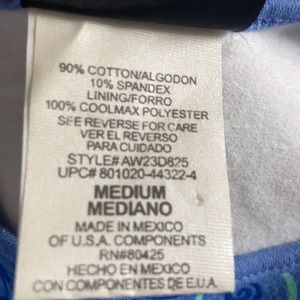 90% COTTON/ALGODON
10% SPANDEX
LINING/FORRO
100% COOLMAX POLYESTER
SEE REVERSE FOR CARE
VER EL REVERSO
PARA CUIDADO
STYLE# AW23D825
UPC# 801020-44322-4
MEDIUM
MEDIANO
MADE IN MEXICO
OF U.S.A. COMPONENTS
RN#80425
HECHO EN MEXICO
CON COMPONENTES DE E.U.A.